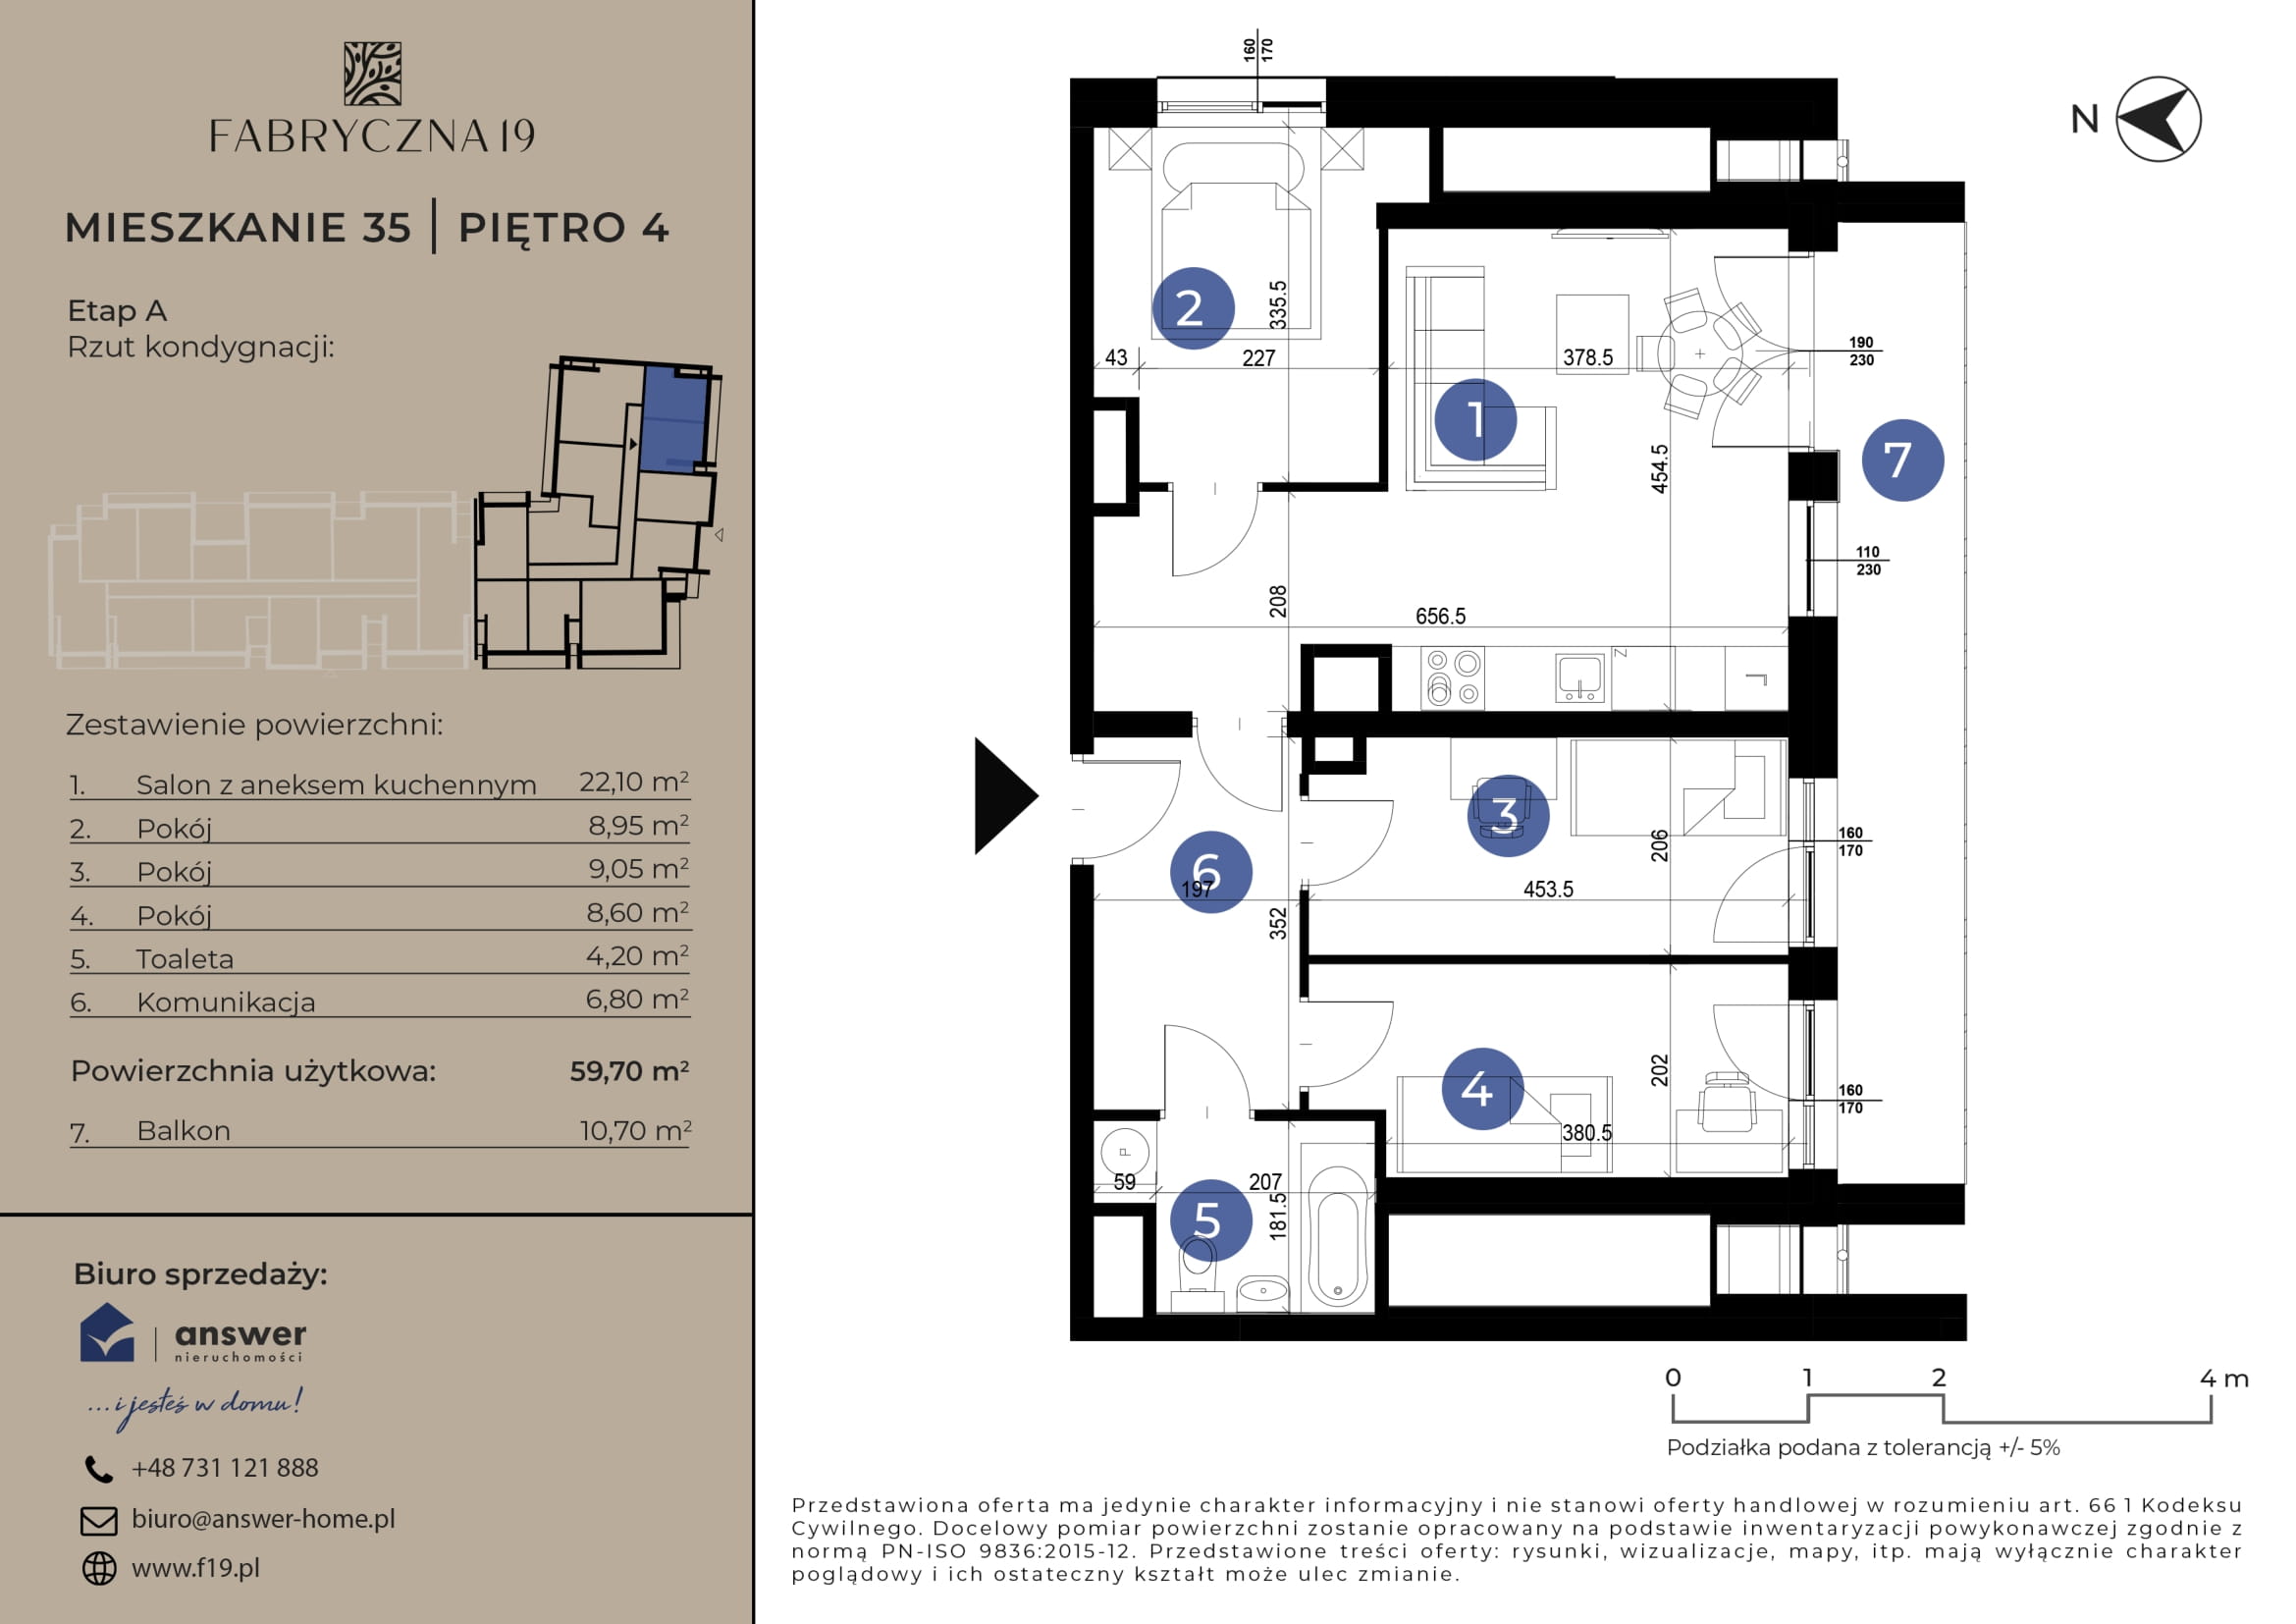 FABRYCZNA 19
MIESZKANIE 35 | PIĘTRO 4
Etap A
Rzut kondygnacji:
Zestawienie powierzchni:
1. Salon z aneksem kuchennym 22,10 m²
2. Pokój 8,95 m²
3. Pokój 9,05 m²
4. Pokój 8,60 m²
5. Toaleta 4,20 m²
6. Komunikacja 6,80 m²
Powierzchnia użytkowa: 59,70 m²
7. Balkon 10,70 m²
Biuro sprzedaży:
answer
nieruchomości
...i jesteś w domu!
+48 731 121 888
biuro@answer-home.pl
www.f19.pl
160
170
N
2
335.5
43
227
378.5
190
230
1
7
454.5
110
230
208
656.5
Z
L
3
206
160
170
6
197
453.5
352
4
202
160
170
380.5
P
59
207
5
181.5
0 1 2 4 m
Podziałka podana z tolerancją +/- 5%
Przedstawiona oferta ma jedynie charakter informacyjny i nie stanowi oferty handlowej w rozumieniu art. 66 1 Kodeksu
Cywilnego. Docelowy pomiar powierzchni zostanie opracowany na podstawie inwentaryzacji powykonawczej zgodnie z
normą PN-ISO 9836:2015-12. Przedstawione treści oferty: rysunki, wizualizacje, mapy, itp. mają wyłącznie charakter
poglądowy i ich ostateczny kształt może ulec zmianie.